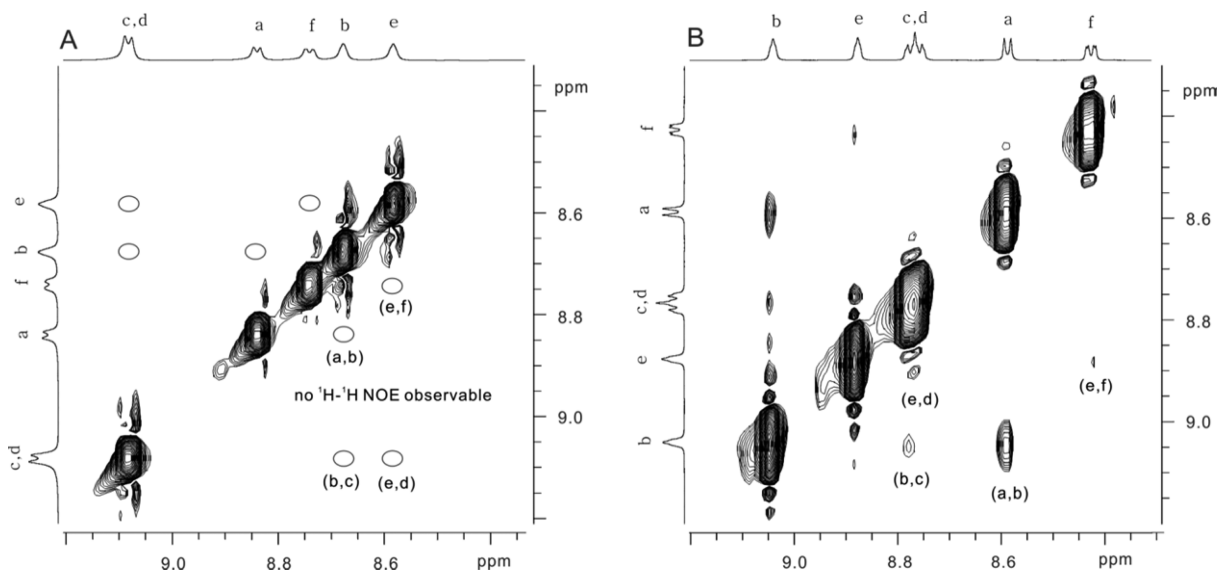 A
c,d a f b e
ppm
e
b
f
a
c,d
8.6
8.8
9.0
(e,f)
(a,b)
no ¹H-¹H NOE observable
(b,c) (e,d)
9.0 8.8 8.6 ppm
B
b e c,d a f
ppm
f
a
c,d
e
b
8.6
8.8
9.0
(e,d) (e,f)
(b,c) (a,b)
9.0 8.8 8.6 ppm